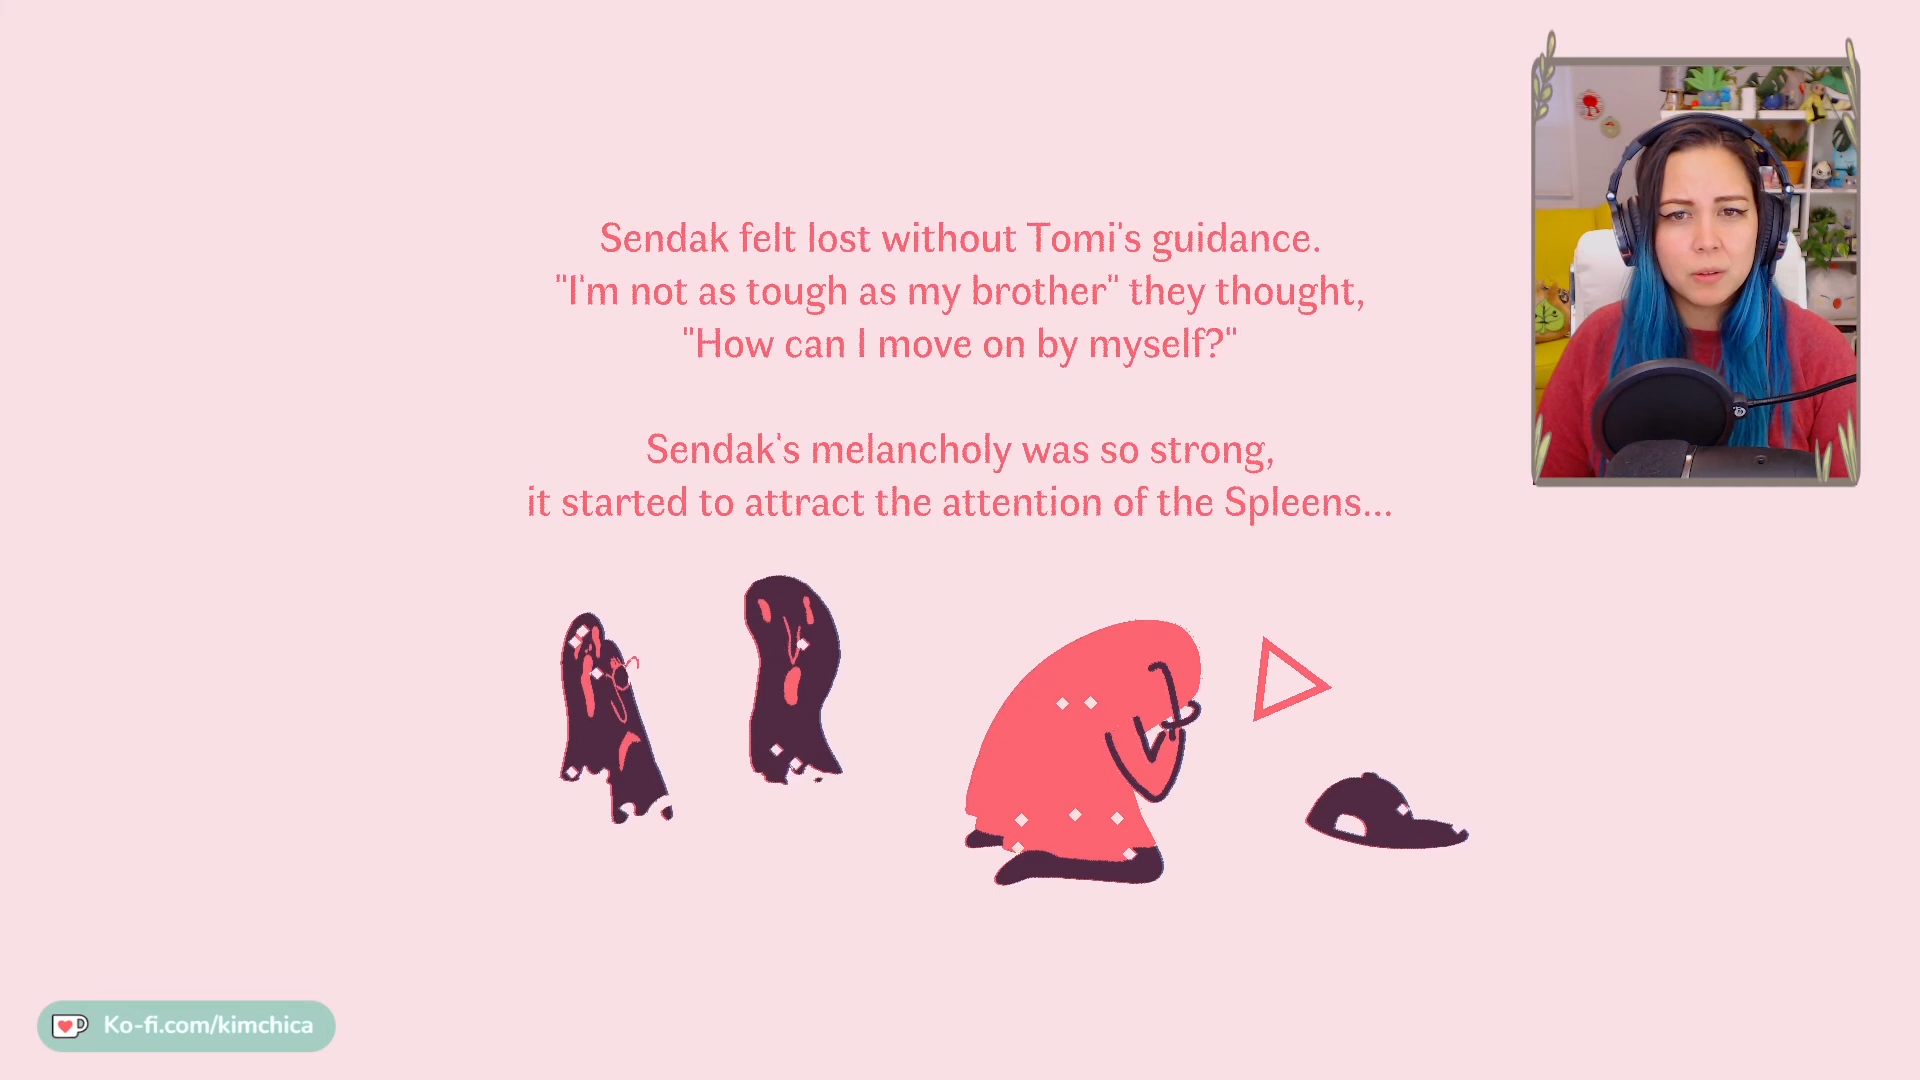 Sendak felt lost without Tomi's guidance.
"I'm not as tough as my brother" they thought,
"How can I move on by myself?"
Sendak's melancholy was so strong,
it started to attract the attention of the Spleens...
Ko-fi.com/kimchica